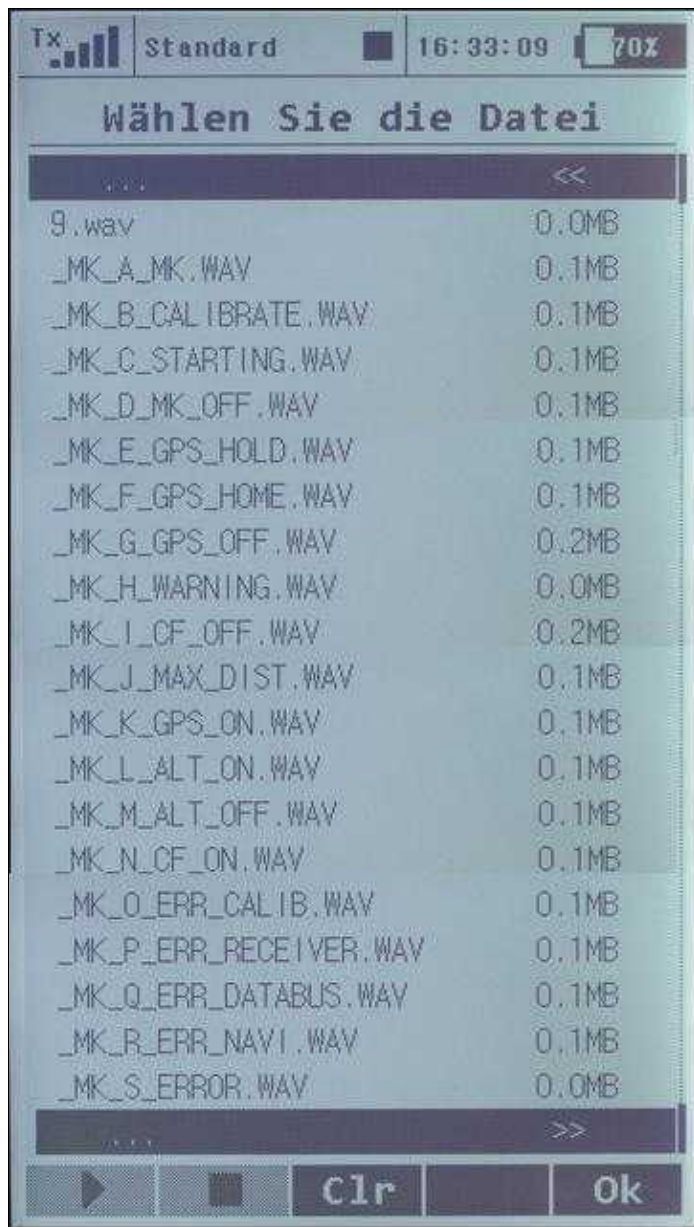 Tx Standard 16:33:09 70%
Wählen Sie die Datei
... <<
9.wav 0.0MB
_MK_A_MK.WAV 0.1MB
_MK_B_CALIBRATE.WAV 0.1MB
_MK_C_STARTING.WAV 0.1MB
_MK_D_MK_OFF.WAV 0.1MB
_MK_E_GPS_HOLD.WAV 0.1MB
_MK_F_GPS_HOME.WAV 0.1MB
_MK_G_GPS_OFF.WAV 0.2MB
_MK_H_WARNING.WAV 0.0MB
_MK_I_CF_OFF.WAV 0.2MB
_MK_J_MAX_DIST.WAV 0.1MB
_MK_K_GPS_ON.WAV 0.1MB
_MK_L_ALT_ON.WAV 0.1MB
_MK_M_ALT_OFF.WAV 0.1MB
_MK_N_CF_ON.WAV 0.1MB
_MK_O_ERR_CALIB.WAV 0.1MB
_MK_P_ERR_RECEIVER.WAV 0.1MB
_MK_Q_ERR_DATABUS.WAV 0.1MB
_MK_R_ERR_NAVI.WAV 0.1MB
_MK_S_ERROR.WAV 0.0MB
... >>
Clr Ok